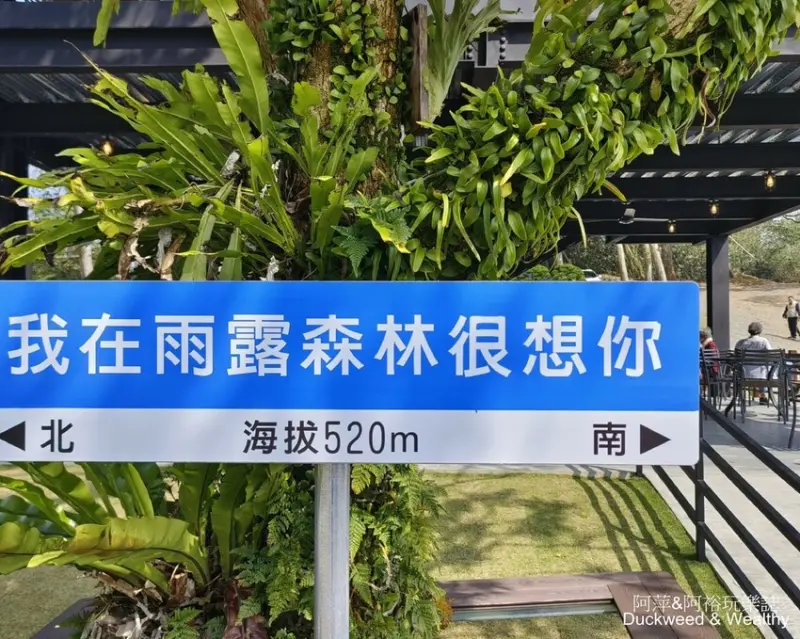 我在雨露森林很想你
◀北 海拔520m 南▶
阿萍&阿裕玩樂誌
Duckweed & Wealthy